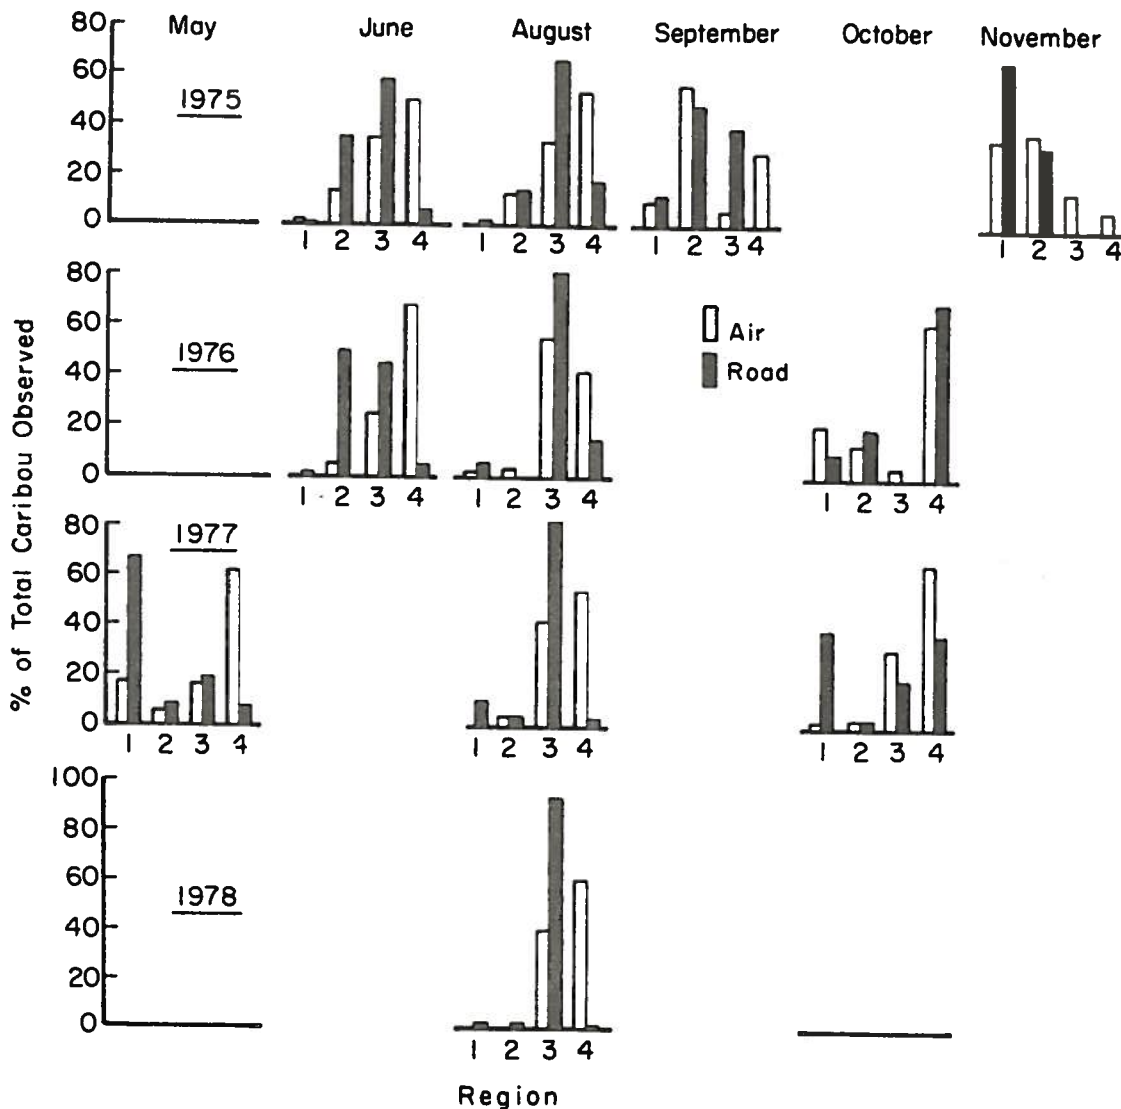 80 May June August September October November
60
1975
40
20
0
1 2 3 4 1 2 3 4 1 2 3 4 1 2 3 4
80
60
1976
Air
40
Road
20
0
1 2 3 4 1 2 3 4 1 2 3 4
80
1977
60
40
20
0
1 2 3 4 1 2 3 4 1 2 3 4
100
80
60
1978
40
20
0
1 2 3 4
Region
% of Total Caribou Observed